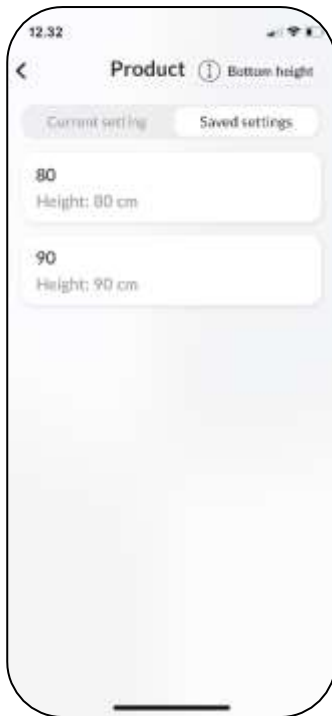 12.32
Product Bottom height
Current setting Saved settings
80
Height: 80 cm
90
Height: 90 cm